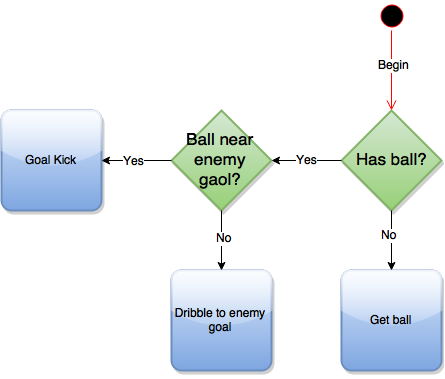 Begin
Has ball?
Yes
Ball near
enemy
gaol?
Yes
Goal Kick
No
No
Dribble to enemy
goal
Get ball